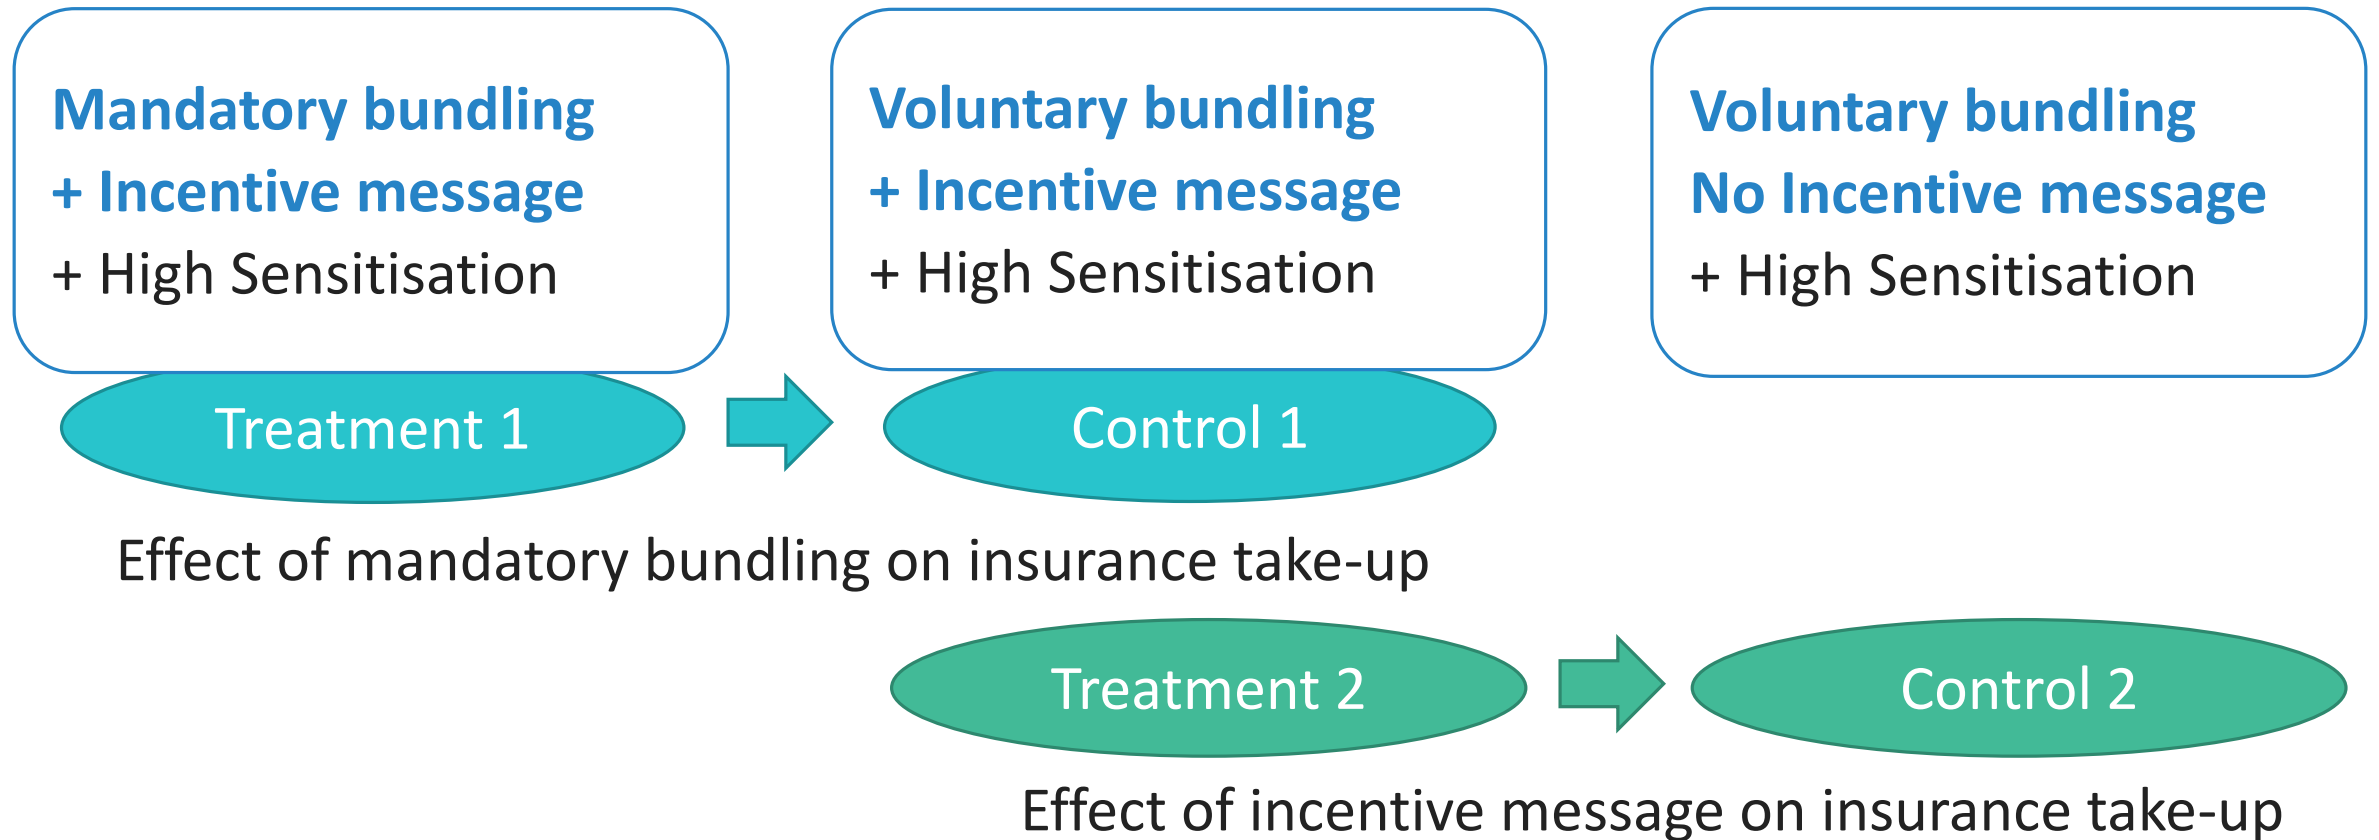 Mandatory bundling
+ Incentive message
+ High Sensitisation
Voluntary bundling
+ Incentive message
+ High Sensitisation
Voluntary bundling
No Incentive message
+ High Sensitisation
Treatment 1
Control 1
Effect of mandatory bundling on insurance take-up
Treatment 2
Control 2
Effect of incentive message on insurance take-up